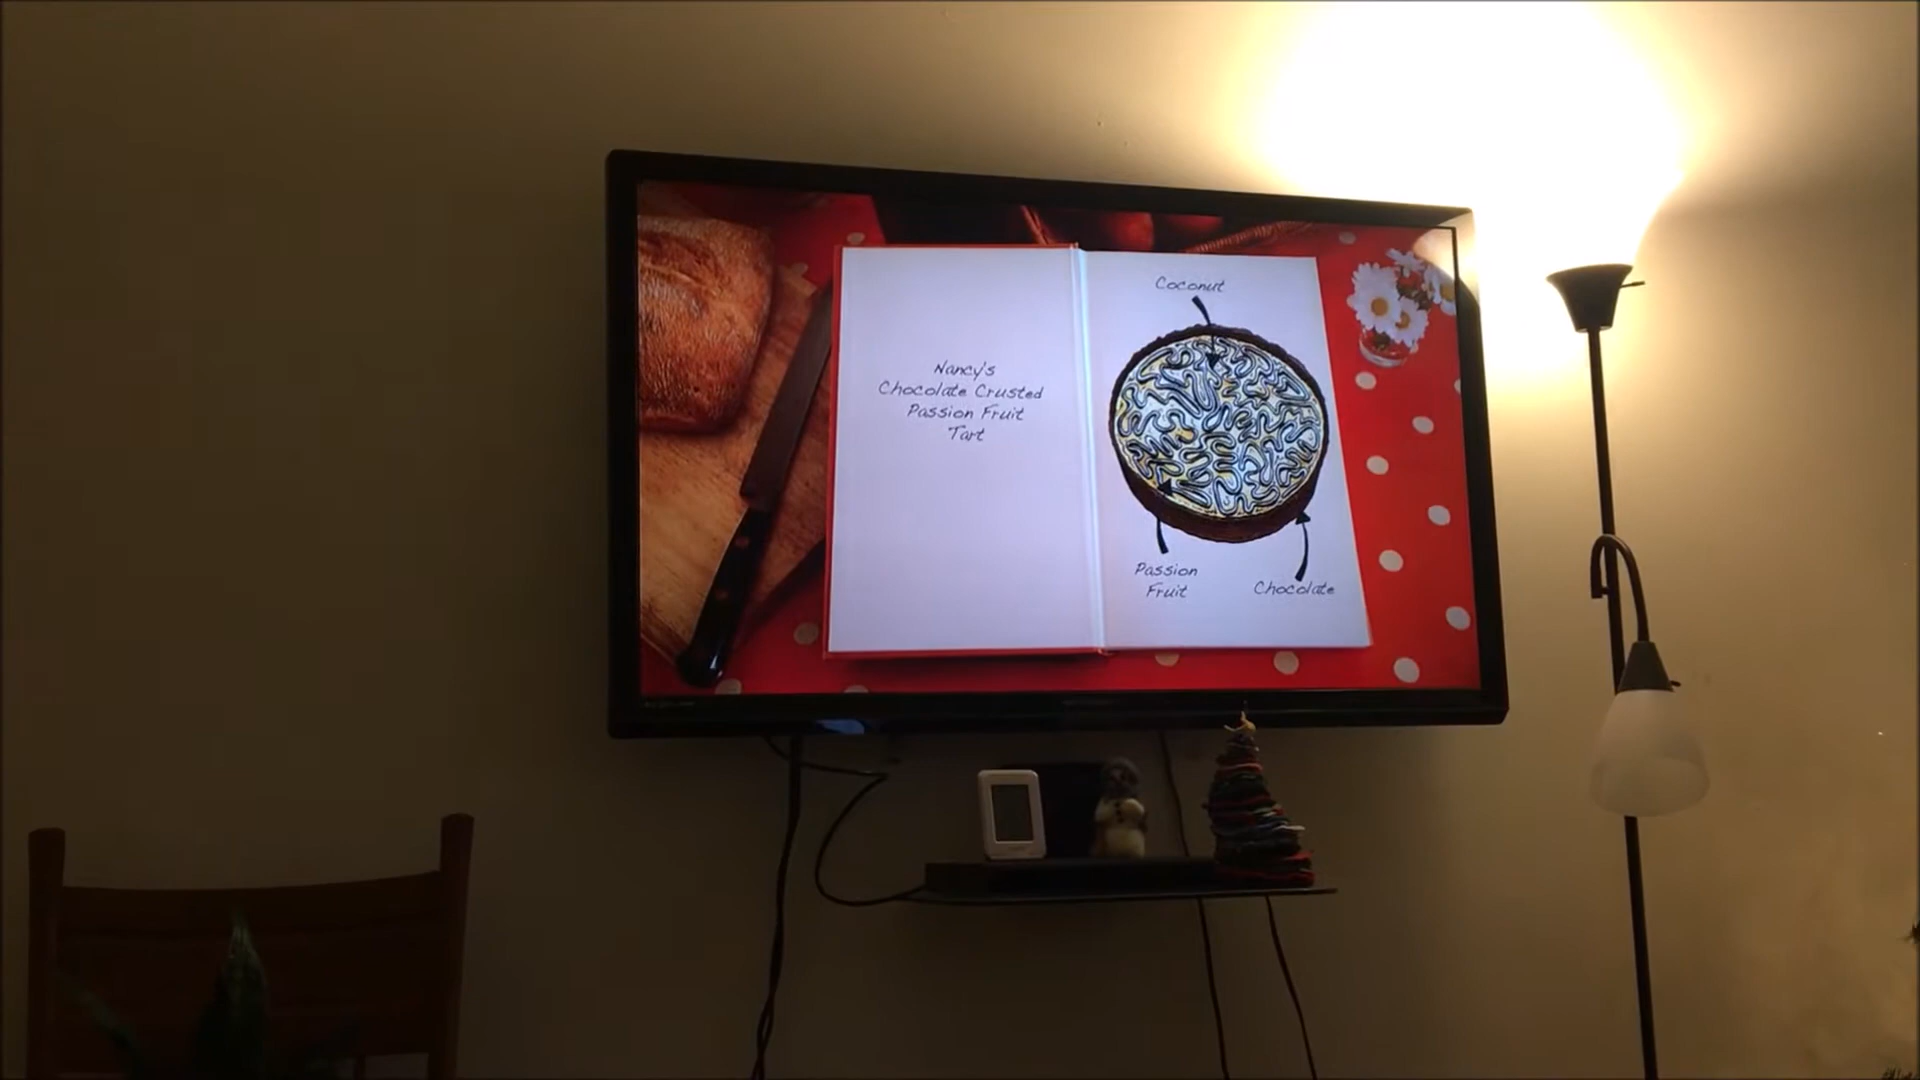 Nancy's
Chocolate Crusted
Passion Fruit
Tart
Coconut
Passion
Fruit
Chocolate